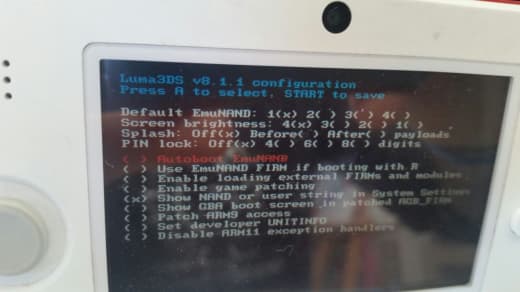 Luma3DS v8.1.1 configuration
Press A to select, START to save
Default EmuNAND: 1(x) 2( ) 3( ) 4( )
Screen brightness: 4(x) 3( ) 2( ) 1( )
Splash: Off(x) Before( ) After( ) payloads
PIN lock: Off(x) 4( ) 6( ) 8( ) digits
( ) Autoboot EmuNAND
( ) Use EmuNAND FIRM if booting with R
( ) Enable loading external FIRMs and modules
( ) Enable game patching
(x) Show NAND or user string in System Settings
( ) Show GBA boot screen in patched AGB_FIRM
( ) Patch ARM9 access
( ) Set developer UNITINFO
( ) Disable ARM11 exception handlers